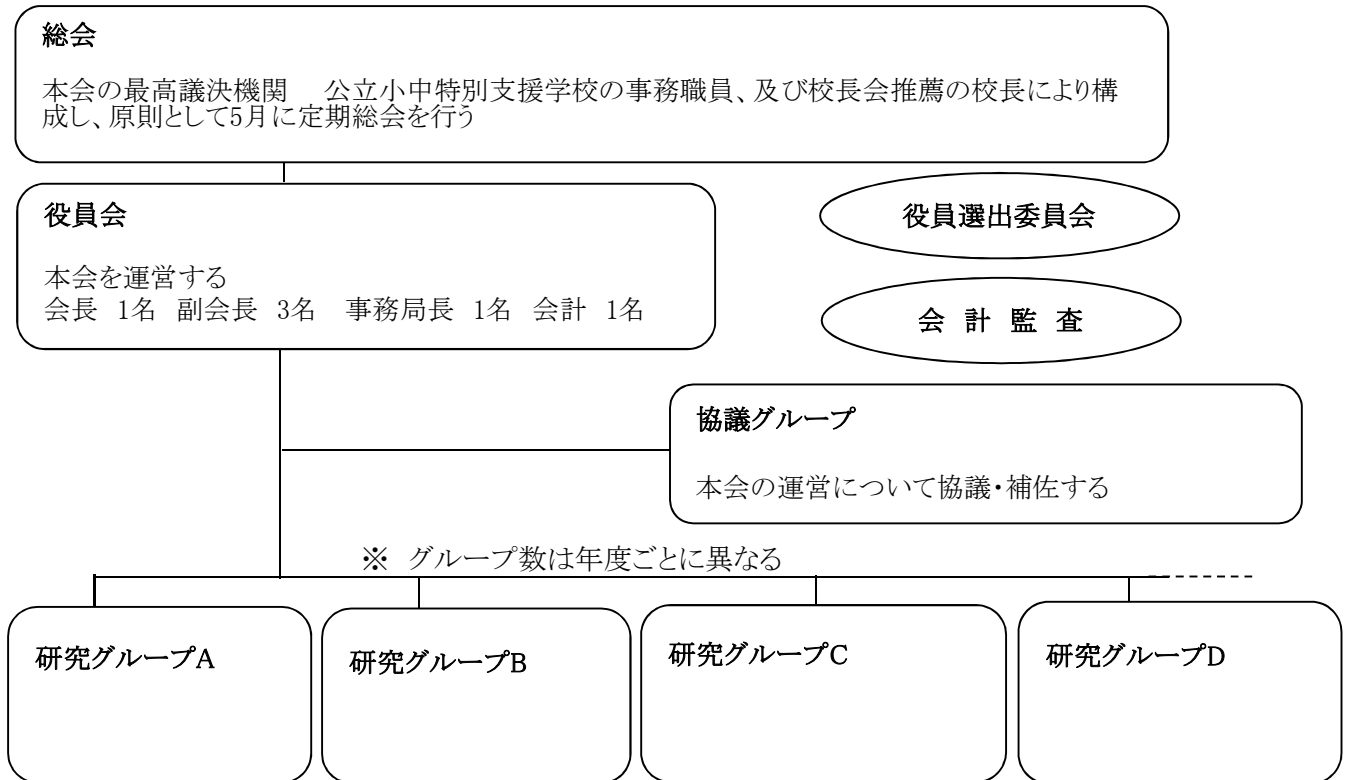 総会
本会の最高議決機関　公立小中特別支援学校の事務職員、及び校長会推薦の校長により構
成し、原則として5月に定期総会を行う
役員会
本会を運営する
会長 1名 副会長 3名 事務局長 1名 会計 1名
役員選出委員会
会 計 監 査
協議グループ
本会の運営について協議・補佐する
※ グループ数は年度ごとに異なる
研究グループA
研究グループB
研究グループC
研究グループD